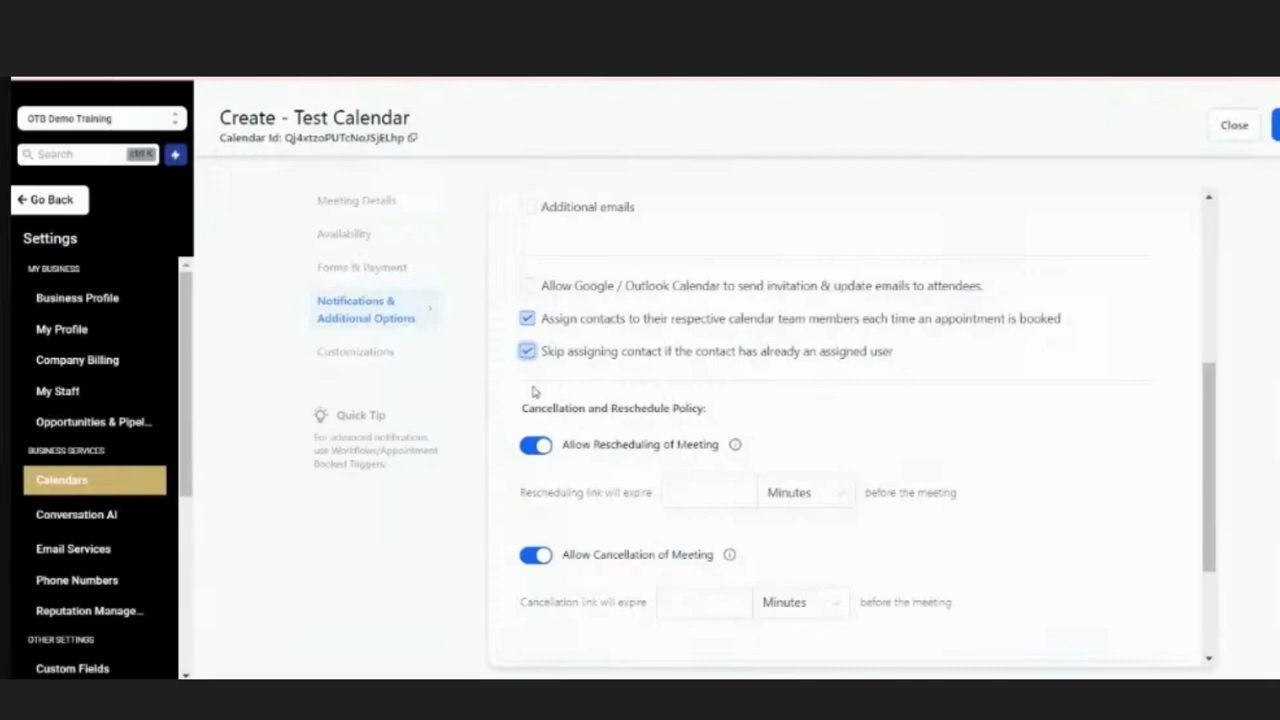 OTB Demo Training
Search
ctrl K
Go Back
Settings
MY BUSINESS
Business Profile
My Profile
Company Billing
My Staff
Opportunities & Pipel...
BUSINESS SERVICES
Calendars
Conversation AI
Email Services
Phone Numbers
Reputation Manage...
OTHER SETTINGS
Custom Fields
Create - Test Calendar
Calendar Id: Qj4xtzoPUTcNoJSjELhp
Close
Meeting Details
Availability
Forms & Payment
Notifications &
Additional Options
Customizations
Quick Tip
For advanced notifications,
use Workflows/Appointment
Booked Triggers.
Additional emails
Allow Google / Outlook Calendar to send invitation & update emails to attendees.
Assign contacts to their respective calendar team members each time an appointment is booked
Skip assigning contact if the contact has already an assigned user
Cancellation and Reschedule Policy:
Allow Rescheduling of Meeting
Rescheduling link will expire Minutes before the meeting
Allow Cancellation of Meeting
Cancellation link will expire Minutes before the meeting